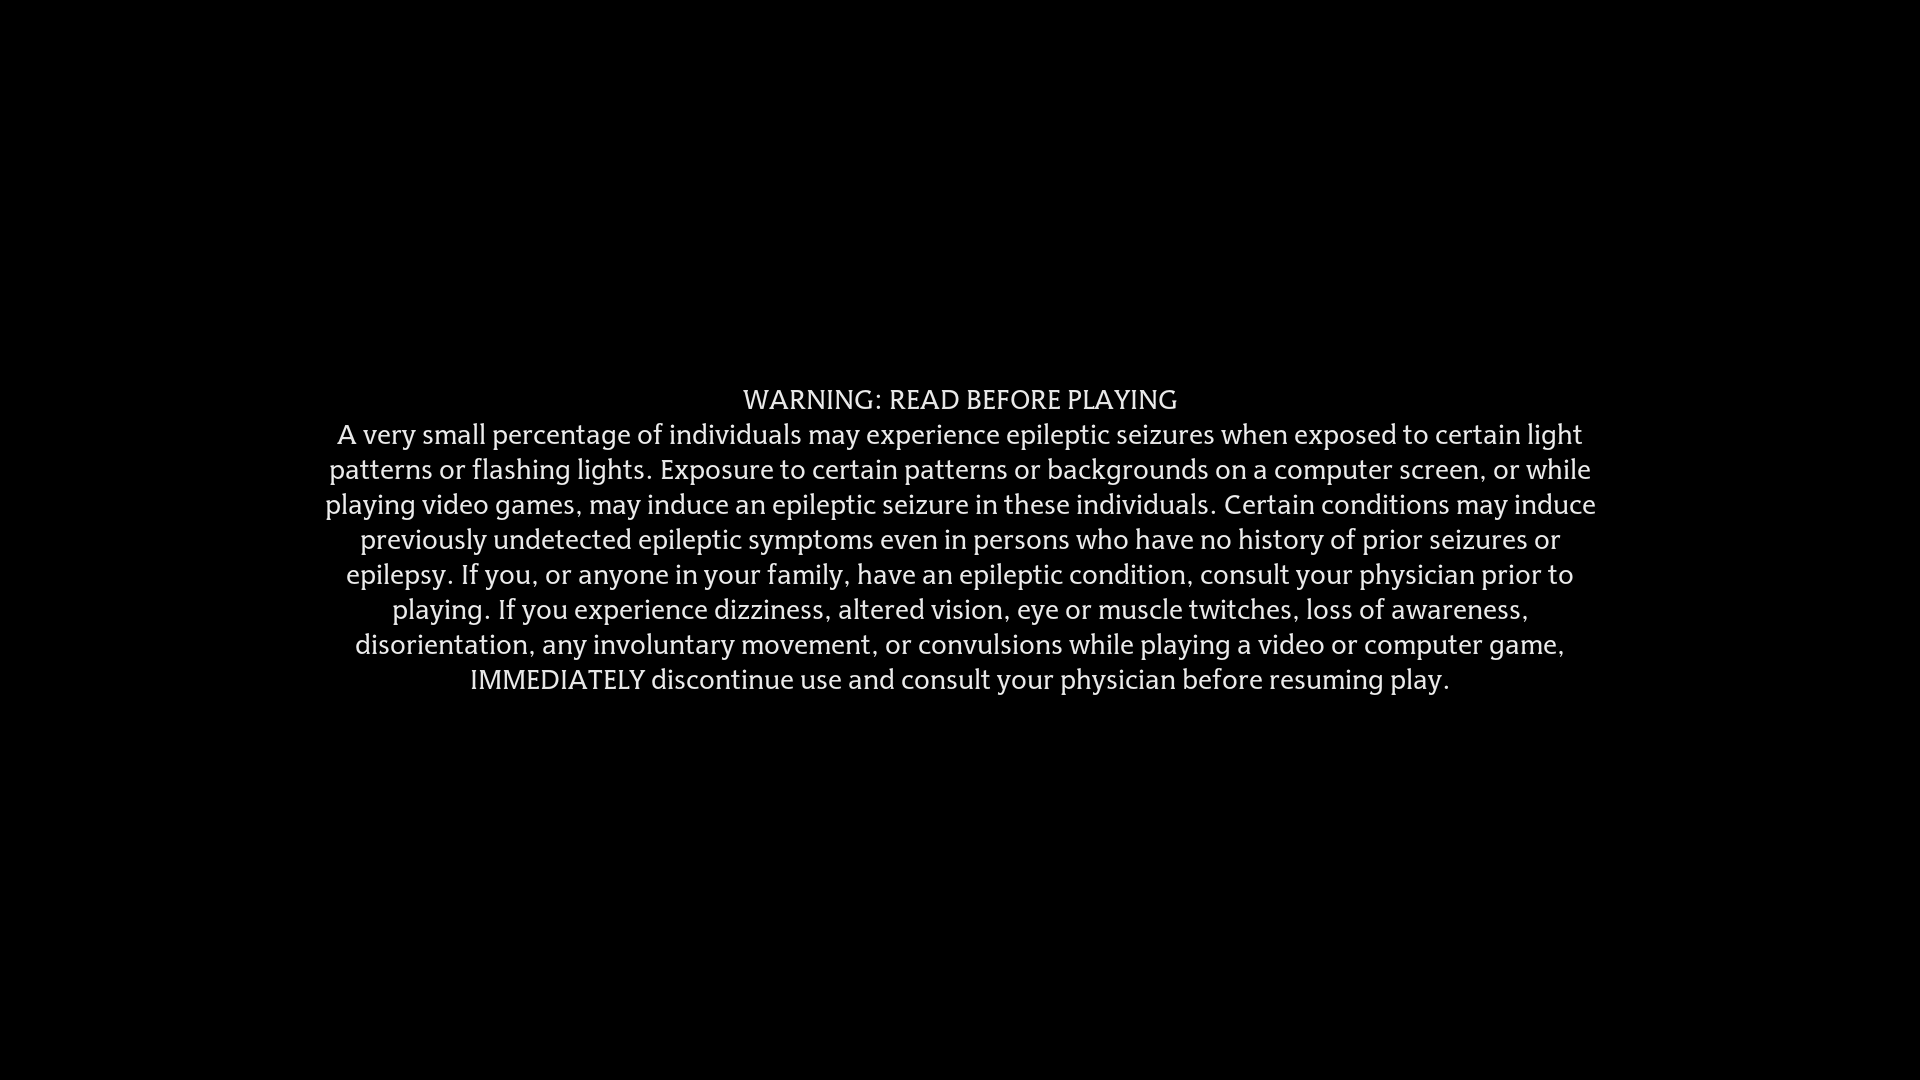 WARNING: READ BEFORE PLAYING
A very small percentage of individuals may experience epileptic seizures when exposed to certain light
patterns or flashing lights. Exposure to certain patterns or backgrounds on a computer screen, or while
playing video games, may induce an epileptic seizure in these individuals. Certain conditions may induce
previously undetected epileptic symptoms even in persons who have no history of prior seizures or
epilepsy. If you, or anyone in your family, have an epileptic condition, consult your physician prior to
playing. If you experience dizziness, altered vision, eye or muscle twitches, loss of awareness,
disorientation, any involuntary movement, or convulsions while playing a video or computer game,
IMMEDIATELY discontinue use and consult your physician before resuming play.